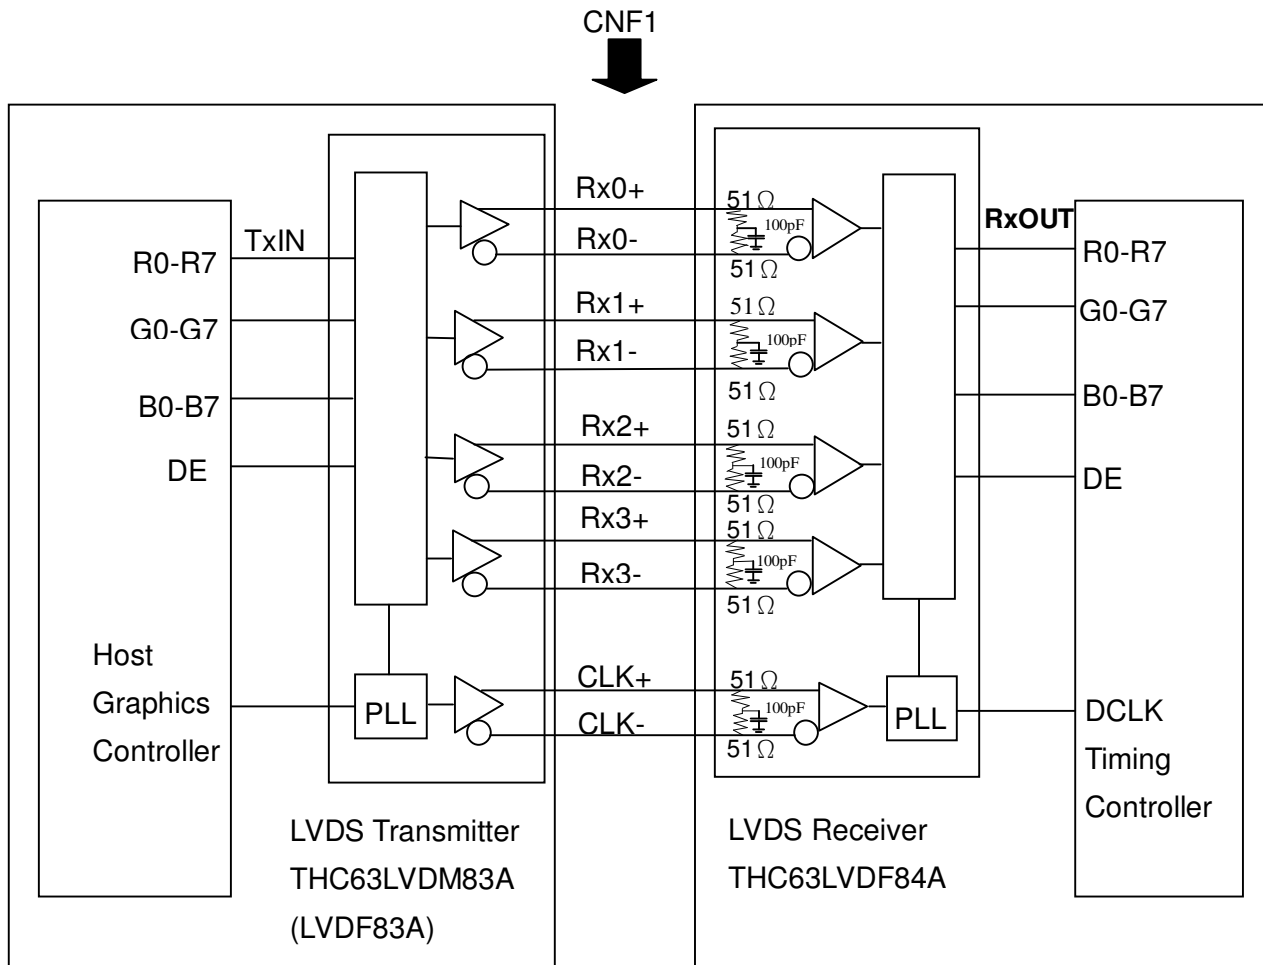 CNF1
TxIN
R0-R7
G0-G7
B0-B7
DE
Host
Graphics
Controller
PLL
LVDS Transmitter
THC63LVDM83A
(LVDF83A)
Rx0+
Rx0-
Rx1+
Rx1-
Rx2+
Rx2-
Rx3+
Rx3-
CLK+
CLK-
51Ω
100pF
51Ω
51Ω
100pF
51Ω
51Ω
100pF
51Ω
51Ω
100pF
51Ω
51Ω
100pF
51Ω
PLL
LVDS Receiver
THC63LVDF84A
RxOUT
R0-R7
G0-G7
B0-B7
DE
DCLK
Timing
Controller